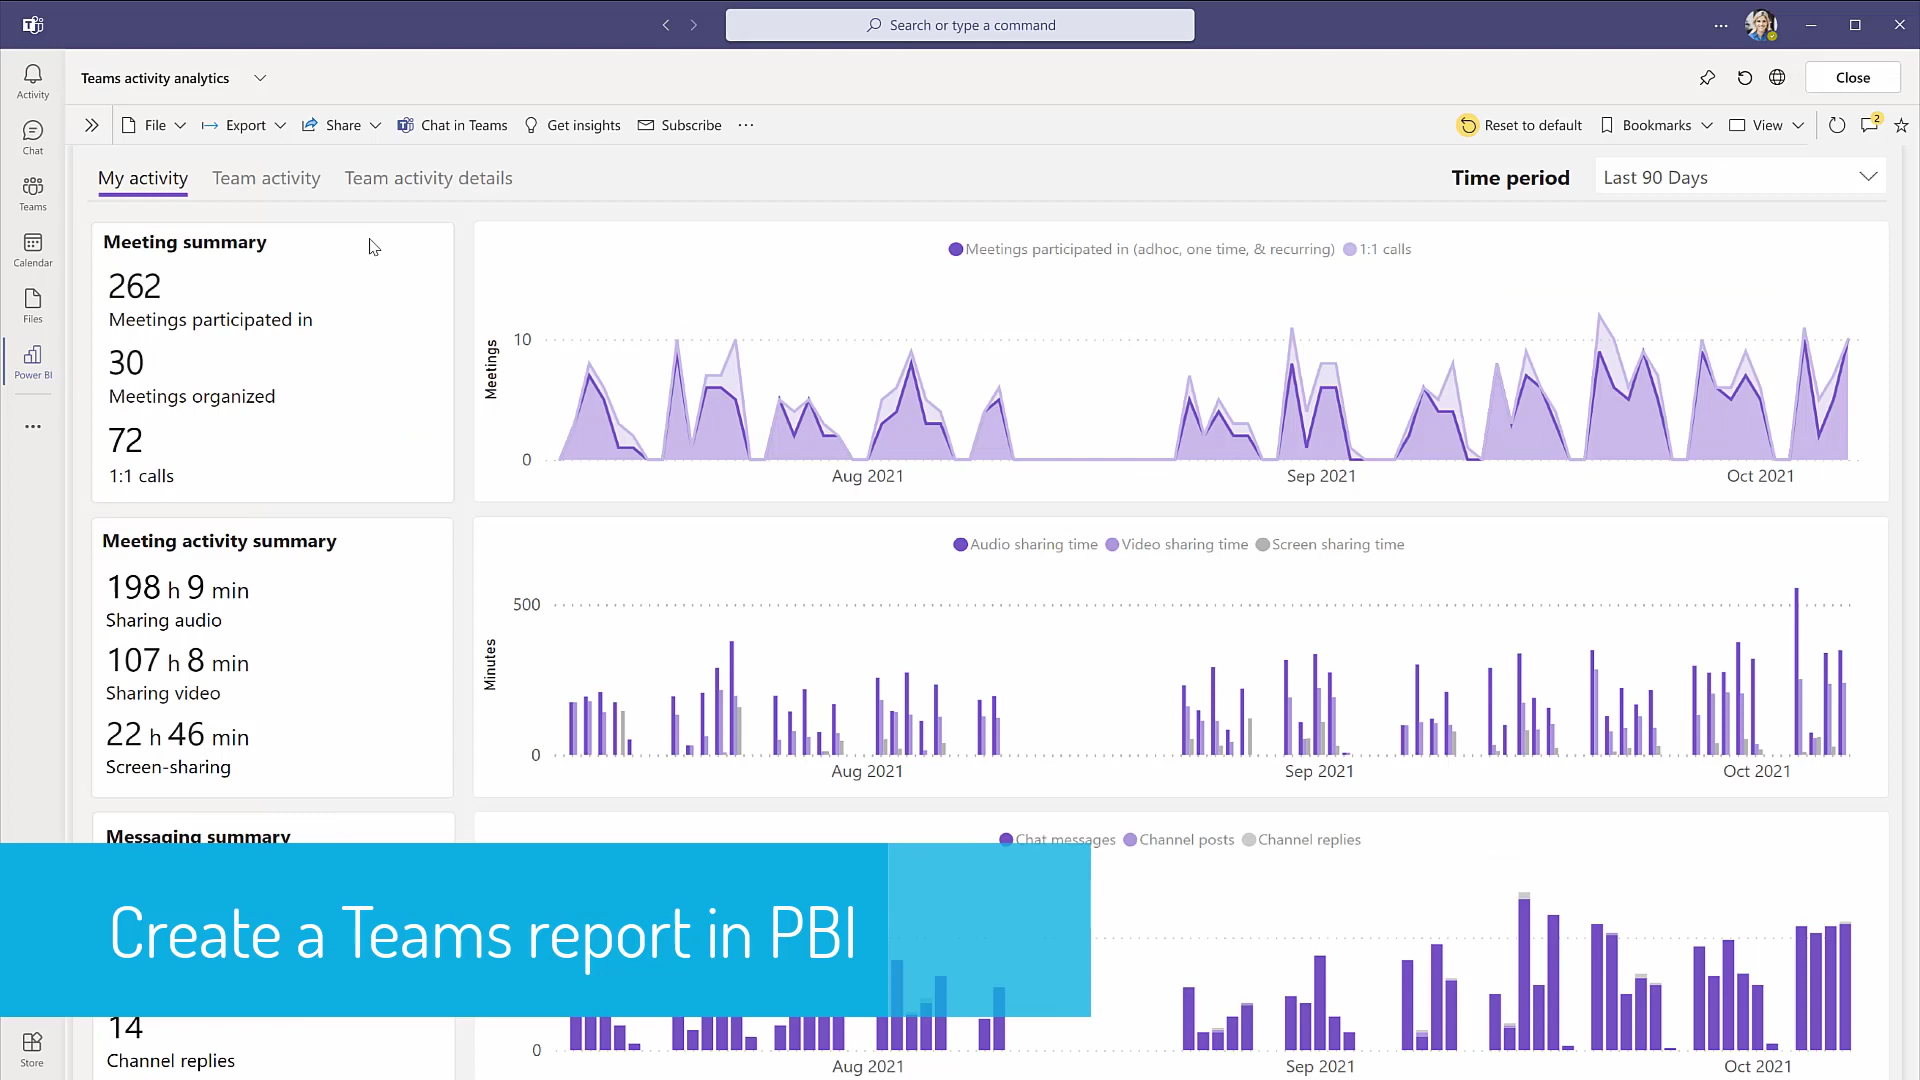 Search or type a command
Teams activity analytics
Close
Activity
Chat
Teams
Calendar
Files
Power BI
Store
File
Export
Share
Chat in Teams
Get insights
Subscribe
Reset to default
Bookmarks
View
2
My activity
Team activity
Team activity details
Time period
Last 90 Days
Meeting summary
262
Meetings participated in
30
Meetings organized
72
1:1 calls
Meetings participated in (adhoc, one time, & recurring)
1:1 calls
Meetings
10
0
Aug 2021
Sep 2021
Oct 2021
Meeting activity summary
198 h 9 min
Sharing audio
107 h 8 min
Sharing video
22 h 46 min
Screen-sharing
Audio sharing time
Video sharing time
Screen sharing time
Minutes
500
0
Aug 2021
Sep 2021
Oct 2021
Messaging summary
Chat messages
Channel posts
Channel replies
Create a Teams report in PBI
14
Channel replies
0
Aug 2021
Sep 2021
Oct 2021